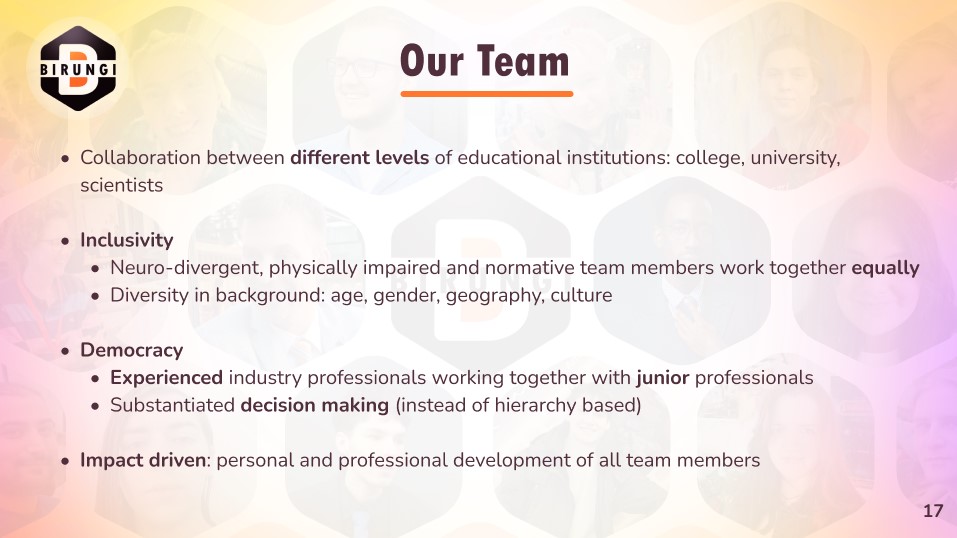 BIRUNGI
Our Team
• Collaboration between different levels of educational institutions: college, university,
scientists
• Inclusivity
• Neuro-divergent, physically impaired and normative team members work together equally
• Diversity in background: age, gender, geography, culture
• Democracy
• Experienced industry professionals working together with junior professionals
• Substantiated decision making (instead of hierarchy based)
• Impact driven: personal and professional development of all team members
17